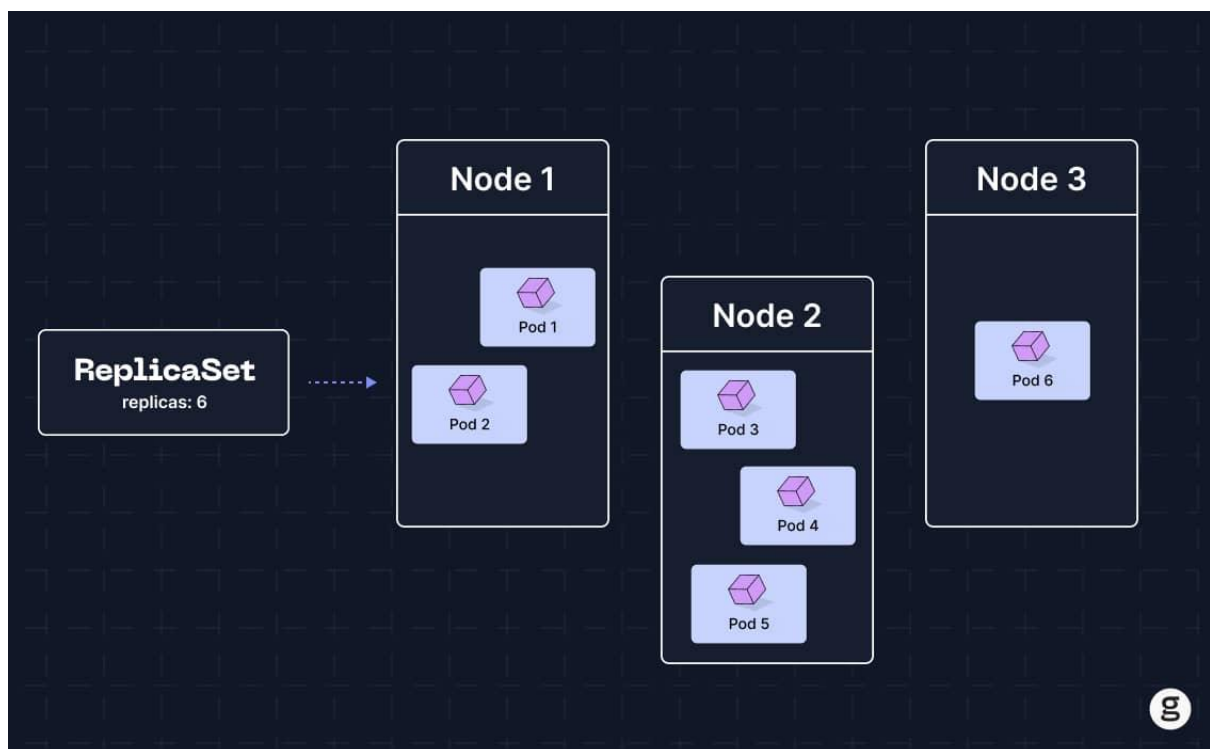 ReplicaSet
replicas: 6
Node 1
Pod 1
Pod 2
Node 2
Pod 3
Pod 4
Pod 5
Node 3
Pod 6
g